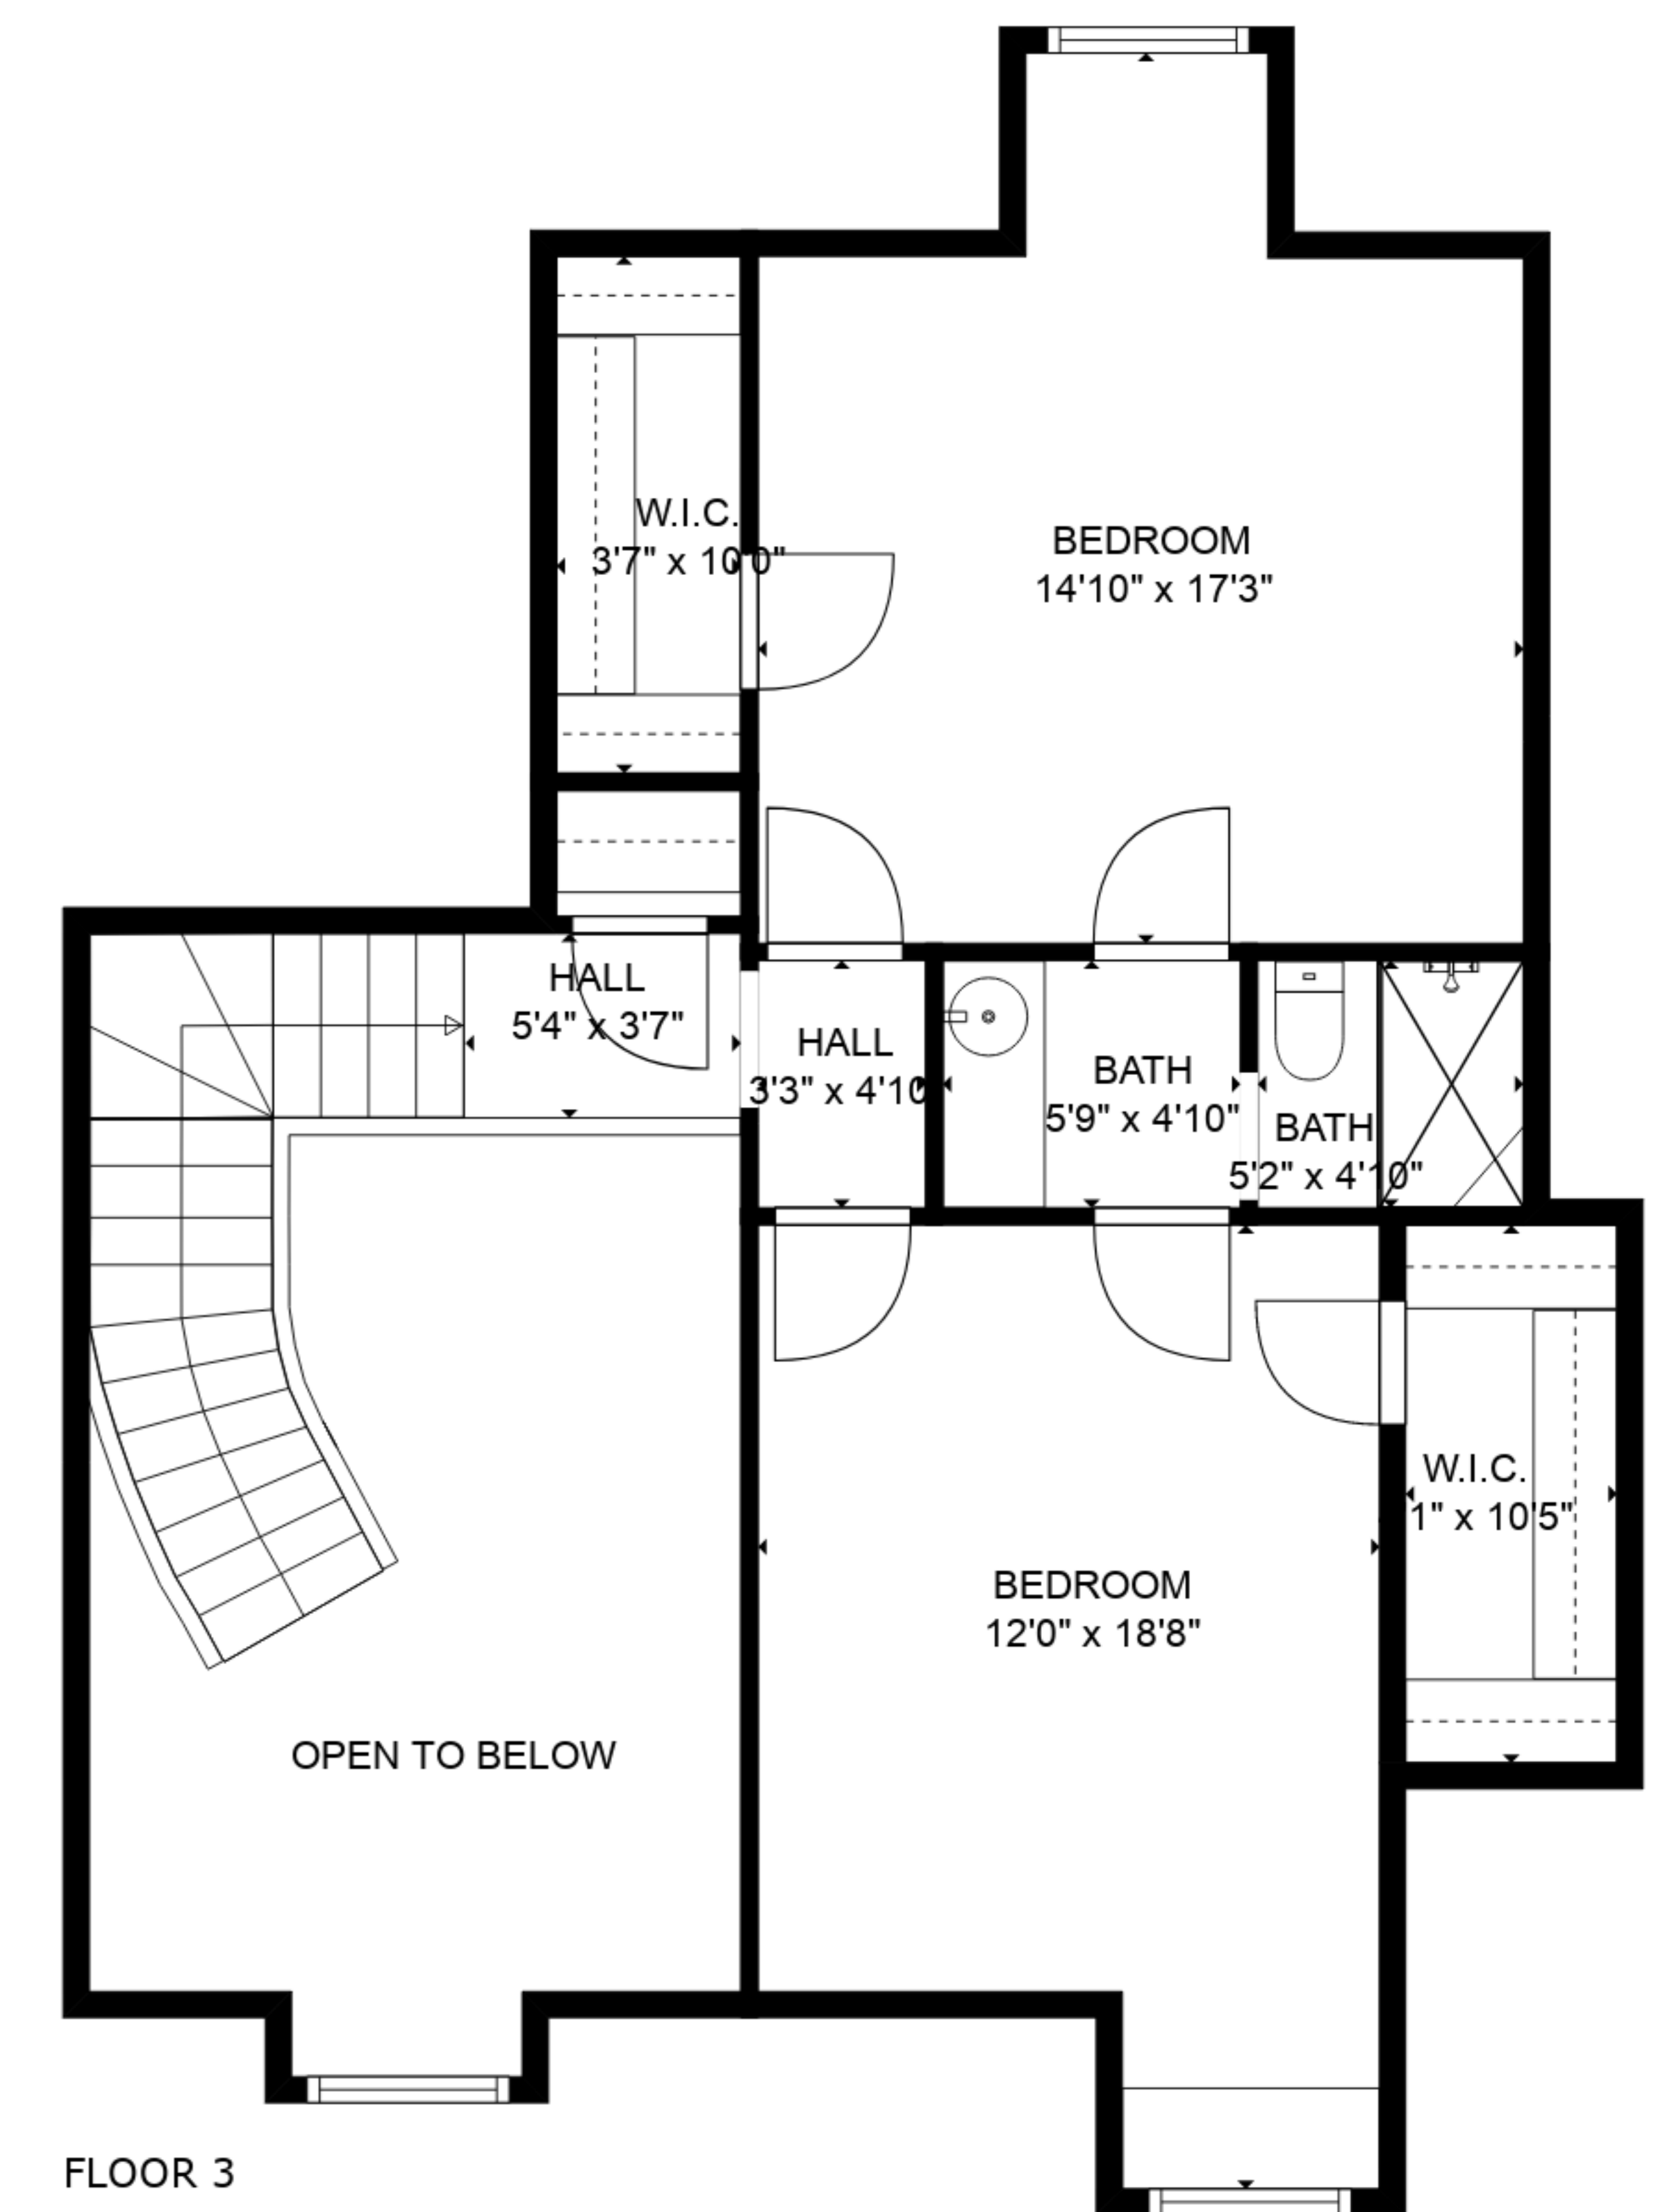 W.I.C.
3'7" x 10'0"
BEDROOM
14'10" x 17'3"
HALL
5'4" x 3'7"
HALL
3'3" x 4'10
BATH
5'9" x 4'10"
BATH
5'2" x 4'10"
W.I.C.
1" x 10'5"
BEDROOM
12'0" x 18'8"
OPEN TO BELOW
FLOOR 3